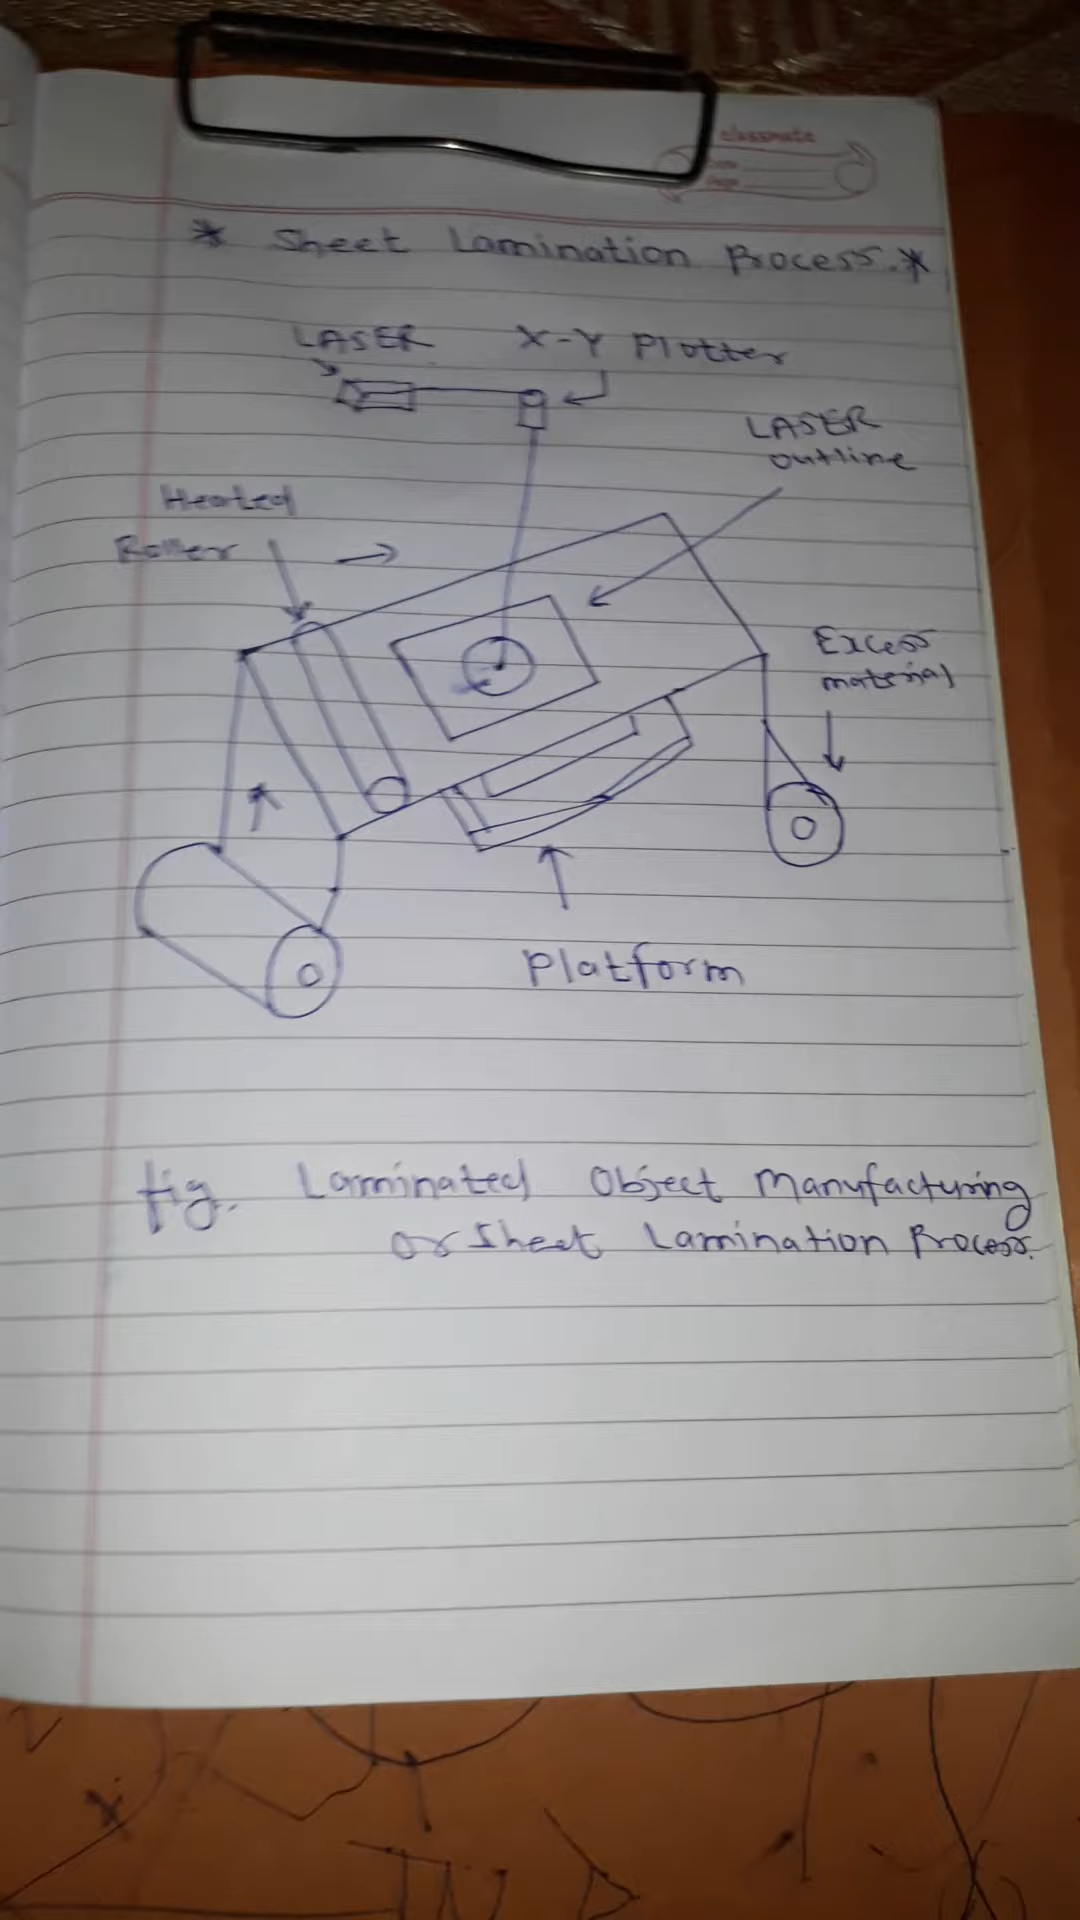 classmate
* Sheet Lamination Process. *
LASER X-Y Plotter
LASER
outline
Heated
Roller
Excess
material
Platform
fig. Laminated Object Manufacturing
or Sheet Lamination Process.